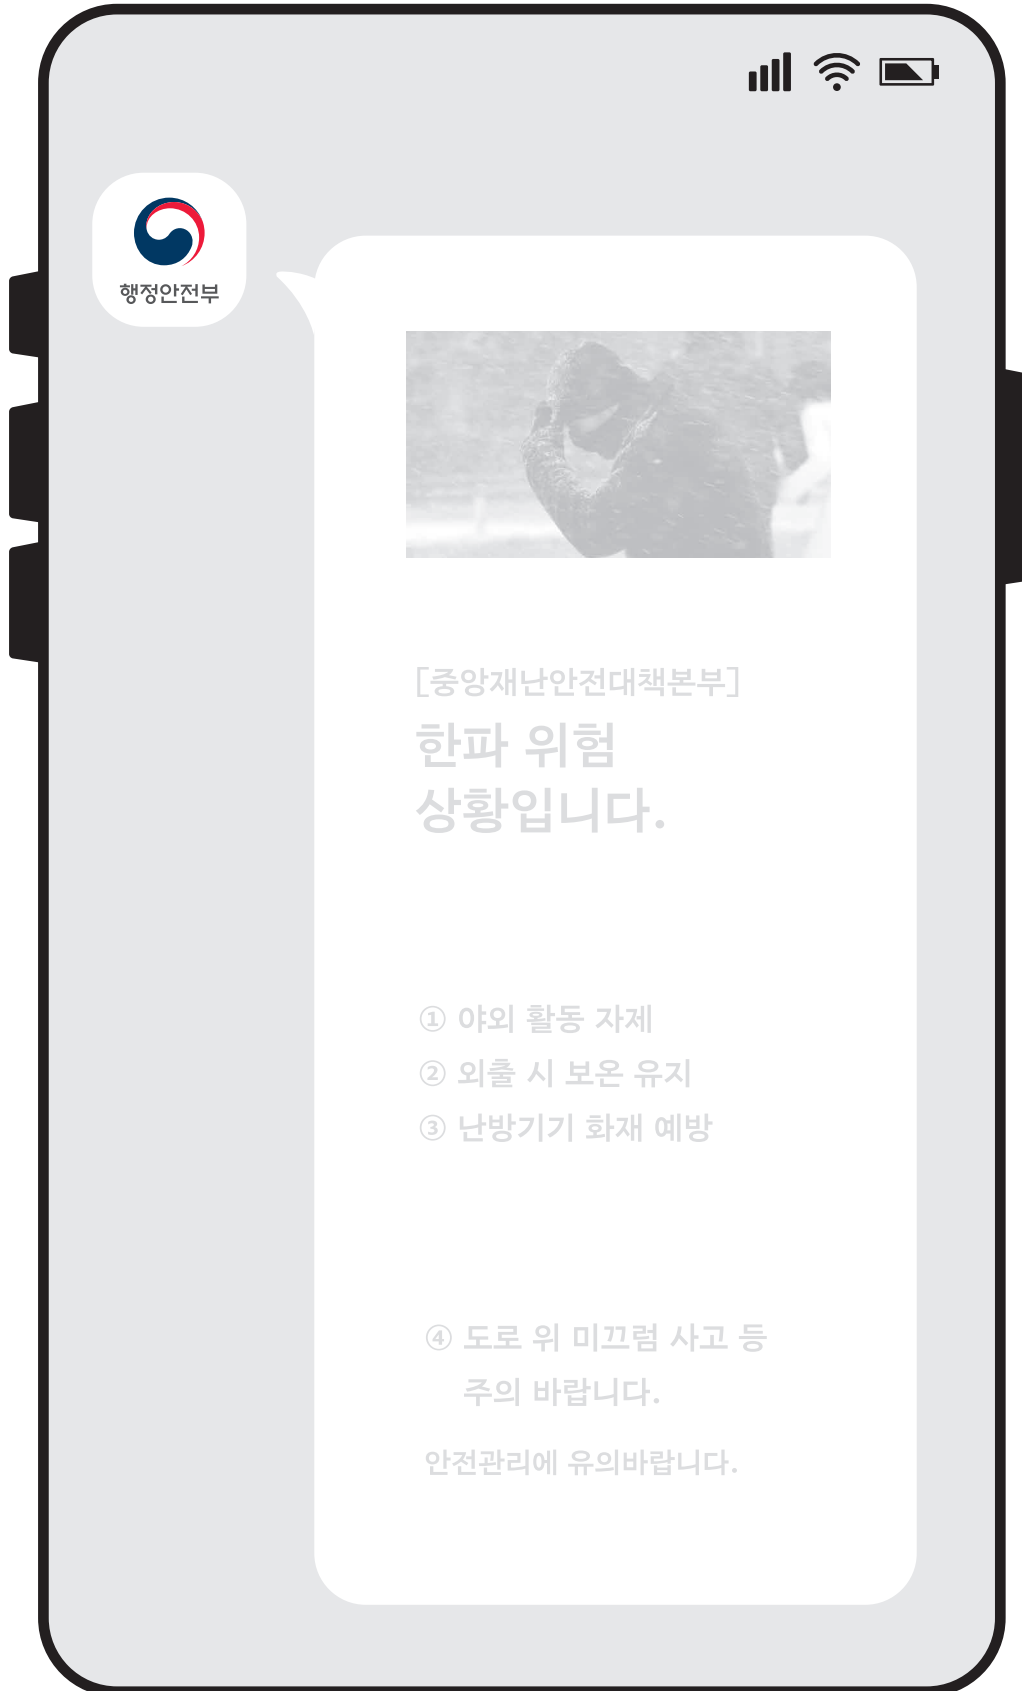 행정안전부
[중앙재난안전대책본부]
한파 위험
상황입니다.
① 야외 활동 자제
② 외출 시 보온 유지
③ 난방기기 화재 예방
④ 도로 위 미끄럼 사고 등
주의 바랍니다.
안전관리에 유의바랍니다.